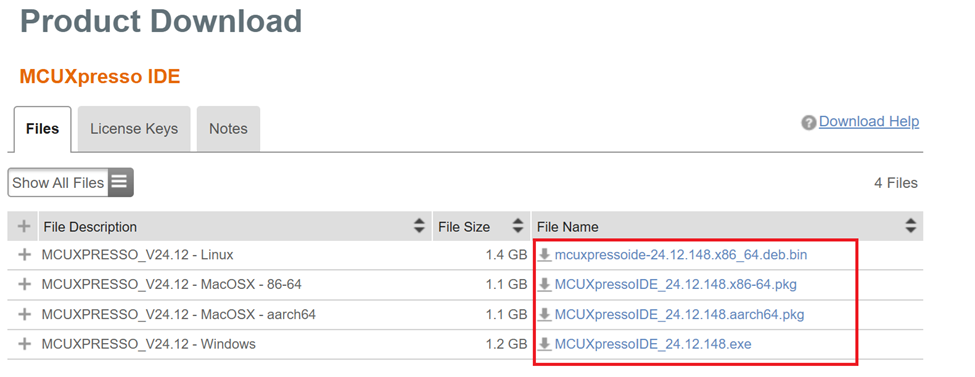 Product Download
MCUXpresso IDE
Files License Keys Notes
? Download Help
Show All Files
4 Files
+ File Description File Size File Name
+ MCUXPRESSO_V24.12 - Linux 1.4 GB mcuxpressoide-24.12.148.x86_64.deb.bin
+ MCUXPRESSO_V24.12 - MacOSX - 86-64 1.1 GB MCUXpressoIDE_24.12.148.x86-64.pkg
+ MCUXPRESSO_V24.12 - MacOSX - aarch64 1.1 GB MCUXpressoIDE_24.12.148.aarch64.pkg
+ MCUXPRESSO_V24.12 - Windows 1.2 GB MCUXpressoIDE_24.12.148.exe